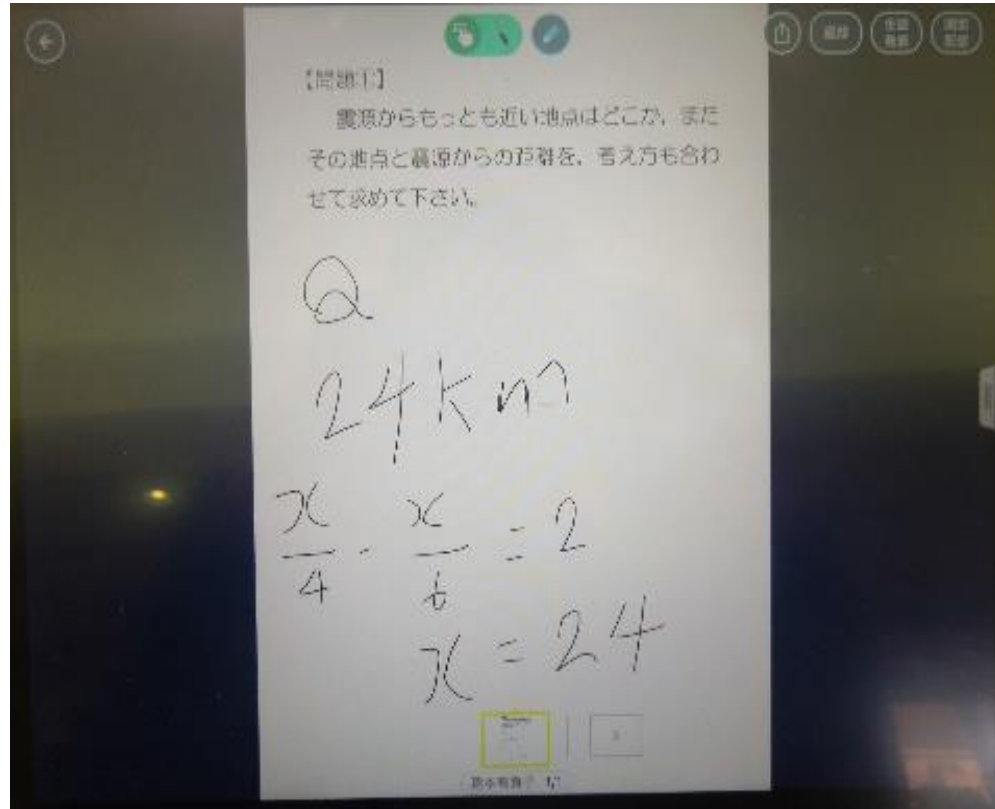 【問題①】
震源からもっとも近い地点はどこか、また
その地点と震源からの距離を、考え方も合わ
せて求めて下さい。
Q
24km
x/4 - x/6 = 2
x = 24